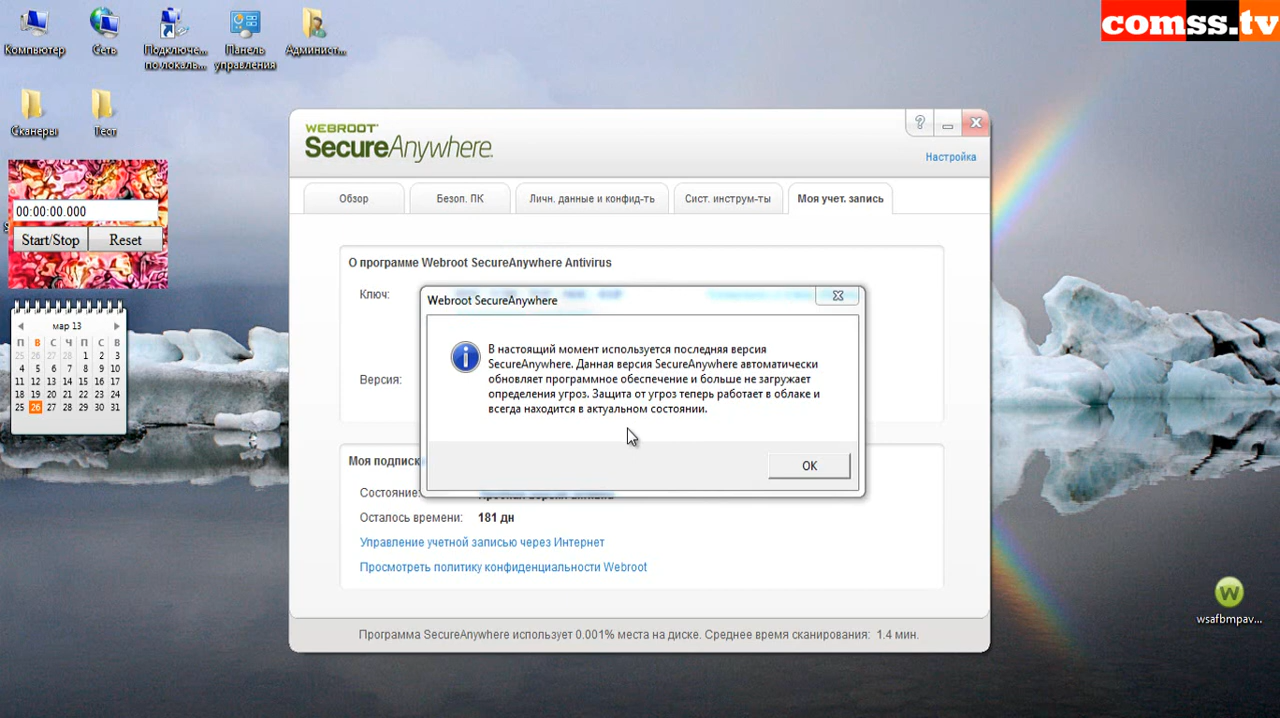 comss.tv
Компьютер
Сеть
Подключе...
по локаль...
Панель
управления
Админист...
Сканеры
Тест
00:00:00.000
Start/Stop
Reset
мар 13
П В С Ч П С В
25 26 27 28 1 2 3
4 5 6 7 8 9 10
11 12 13 14 15 16 17
18 19 20 21 22 23 24
25 26 27 28 29 30 31
WEBROOT
SecureAnywhere.
?
Настройка
Обзор
Безоп. ПК
Личн. данные и конфид-ть
Сист. инструм-ты
Моя учет. запись
О программе Webroot SecureAnywhere Antivirus
Ключ:
Версия:
Webroot SecureAnywhere
В настоящий момент используется последняя версия
SecureAnywhere. Данная версия SecureAnywhere автоматически
обновляет программное обеспечение и больше не загружает
определения угроз. Защита от угроз теперь работает в облаке и
всегда находится в актуальном состоянии.
OK
Моя подписк
Состояние:
Осталось времени: 181 дн
Управление учетной записью через Интернет
Просмотреть политику конфиденциальности Webroot
Программа SecureAnywhere использует 0.001% места на диске. Среднее время сканирования: 1.4 мин.
W
wsafbmpav...